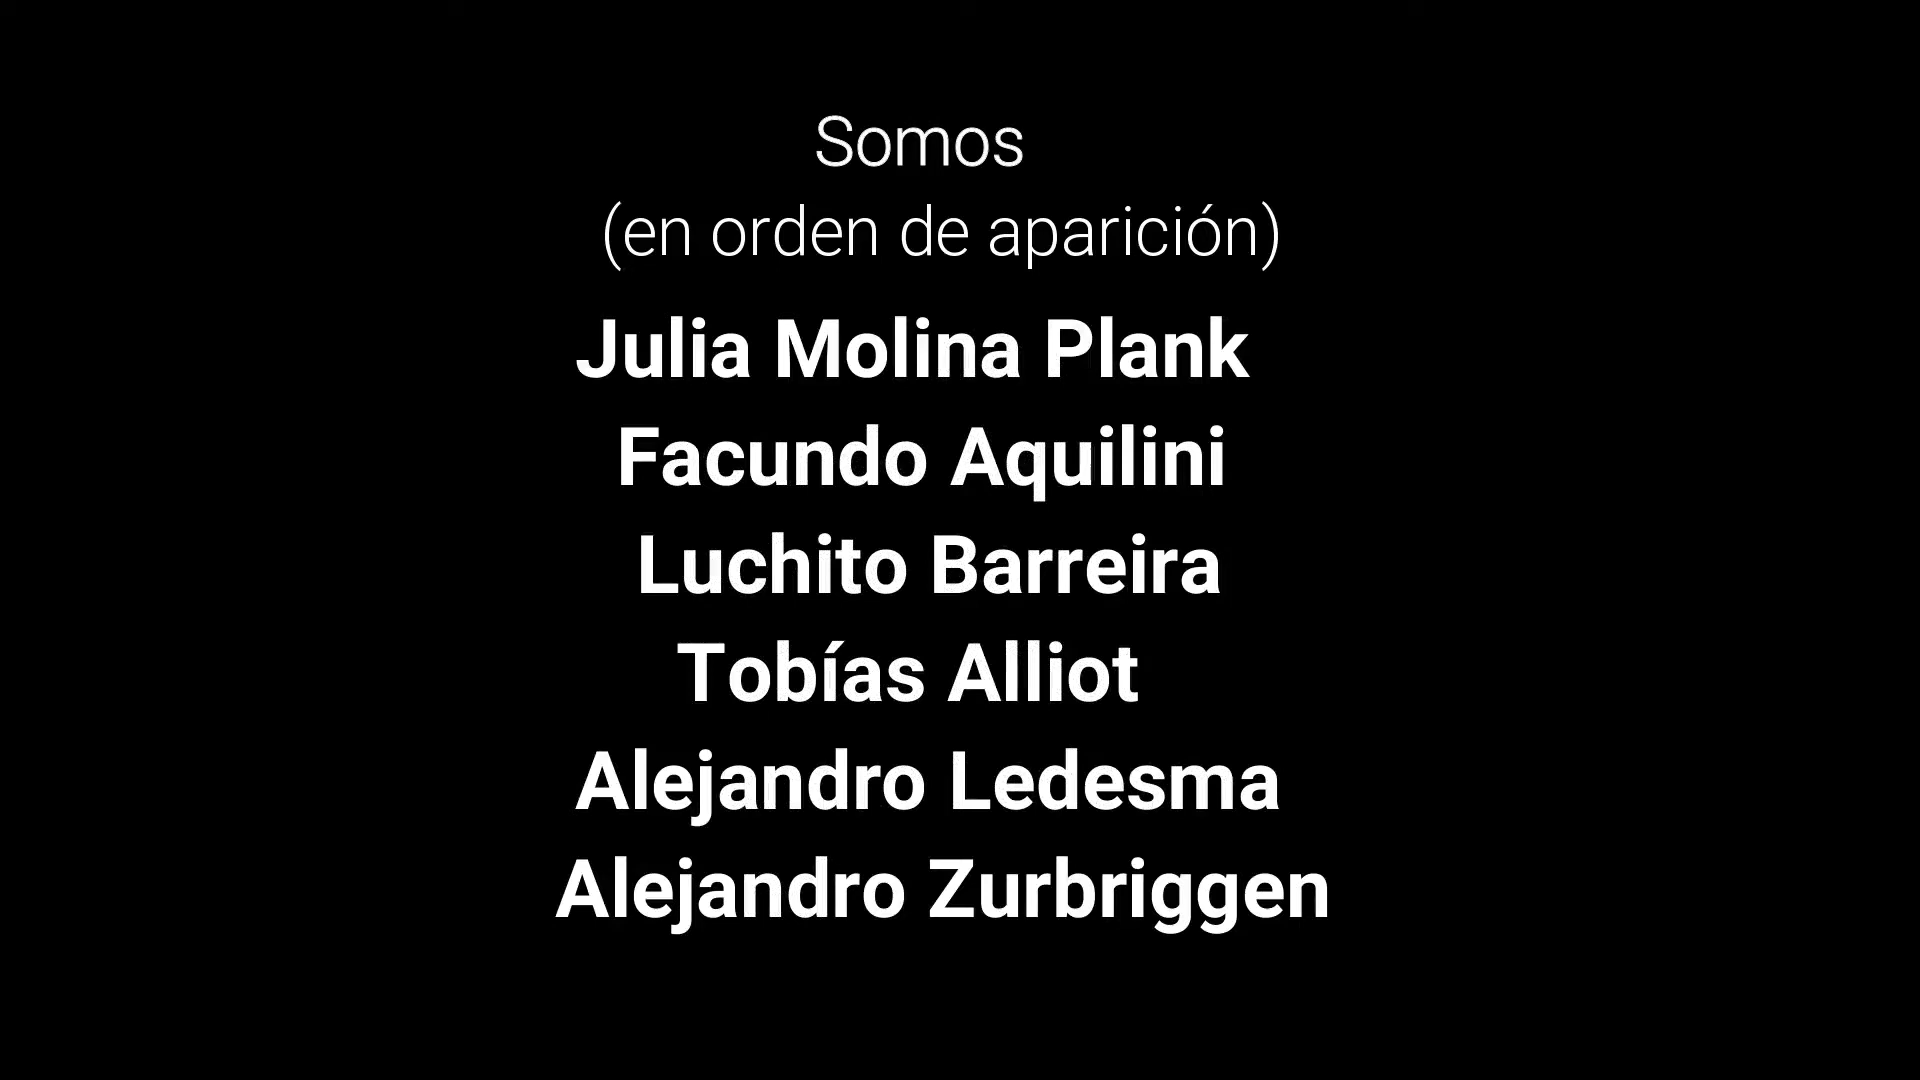 Somos
(en orden de aparición)
Julia Molina Plank
Facundo Aquilini
Luchito Barreira
Tobías Alliot
Alejandro Ledesma
Alejandro Zurbriggen